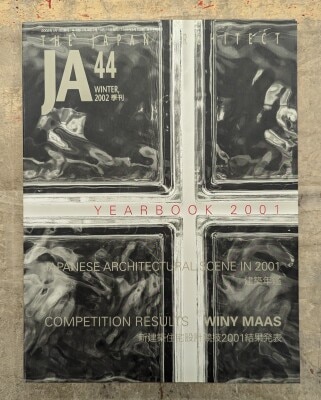 THE JAPAN ARCHITECT
JA 44
WINTER,
2002 季刊
YEARBOOK 2001
JAPANESE ARCHITECTURAL SCENE IN 2001
建築年鑑
COMPETITION RESULTS WINY MAAS
新建築住宅設計競技2001結果発表